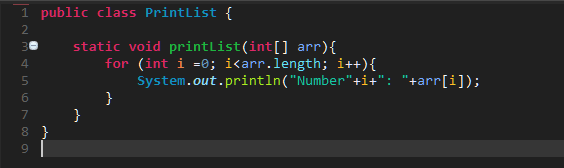 1 public class PrintList {
2
3 static void printList(int[] arr){
4 for (int i =0; i<arr.length; i++){
5 System.out.println("Number"+i+": "+arr[i]);
6 }
7 }
8 }
9